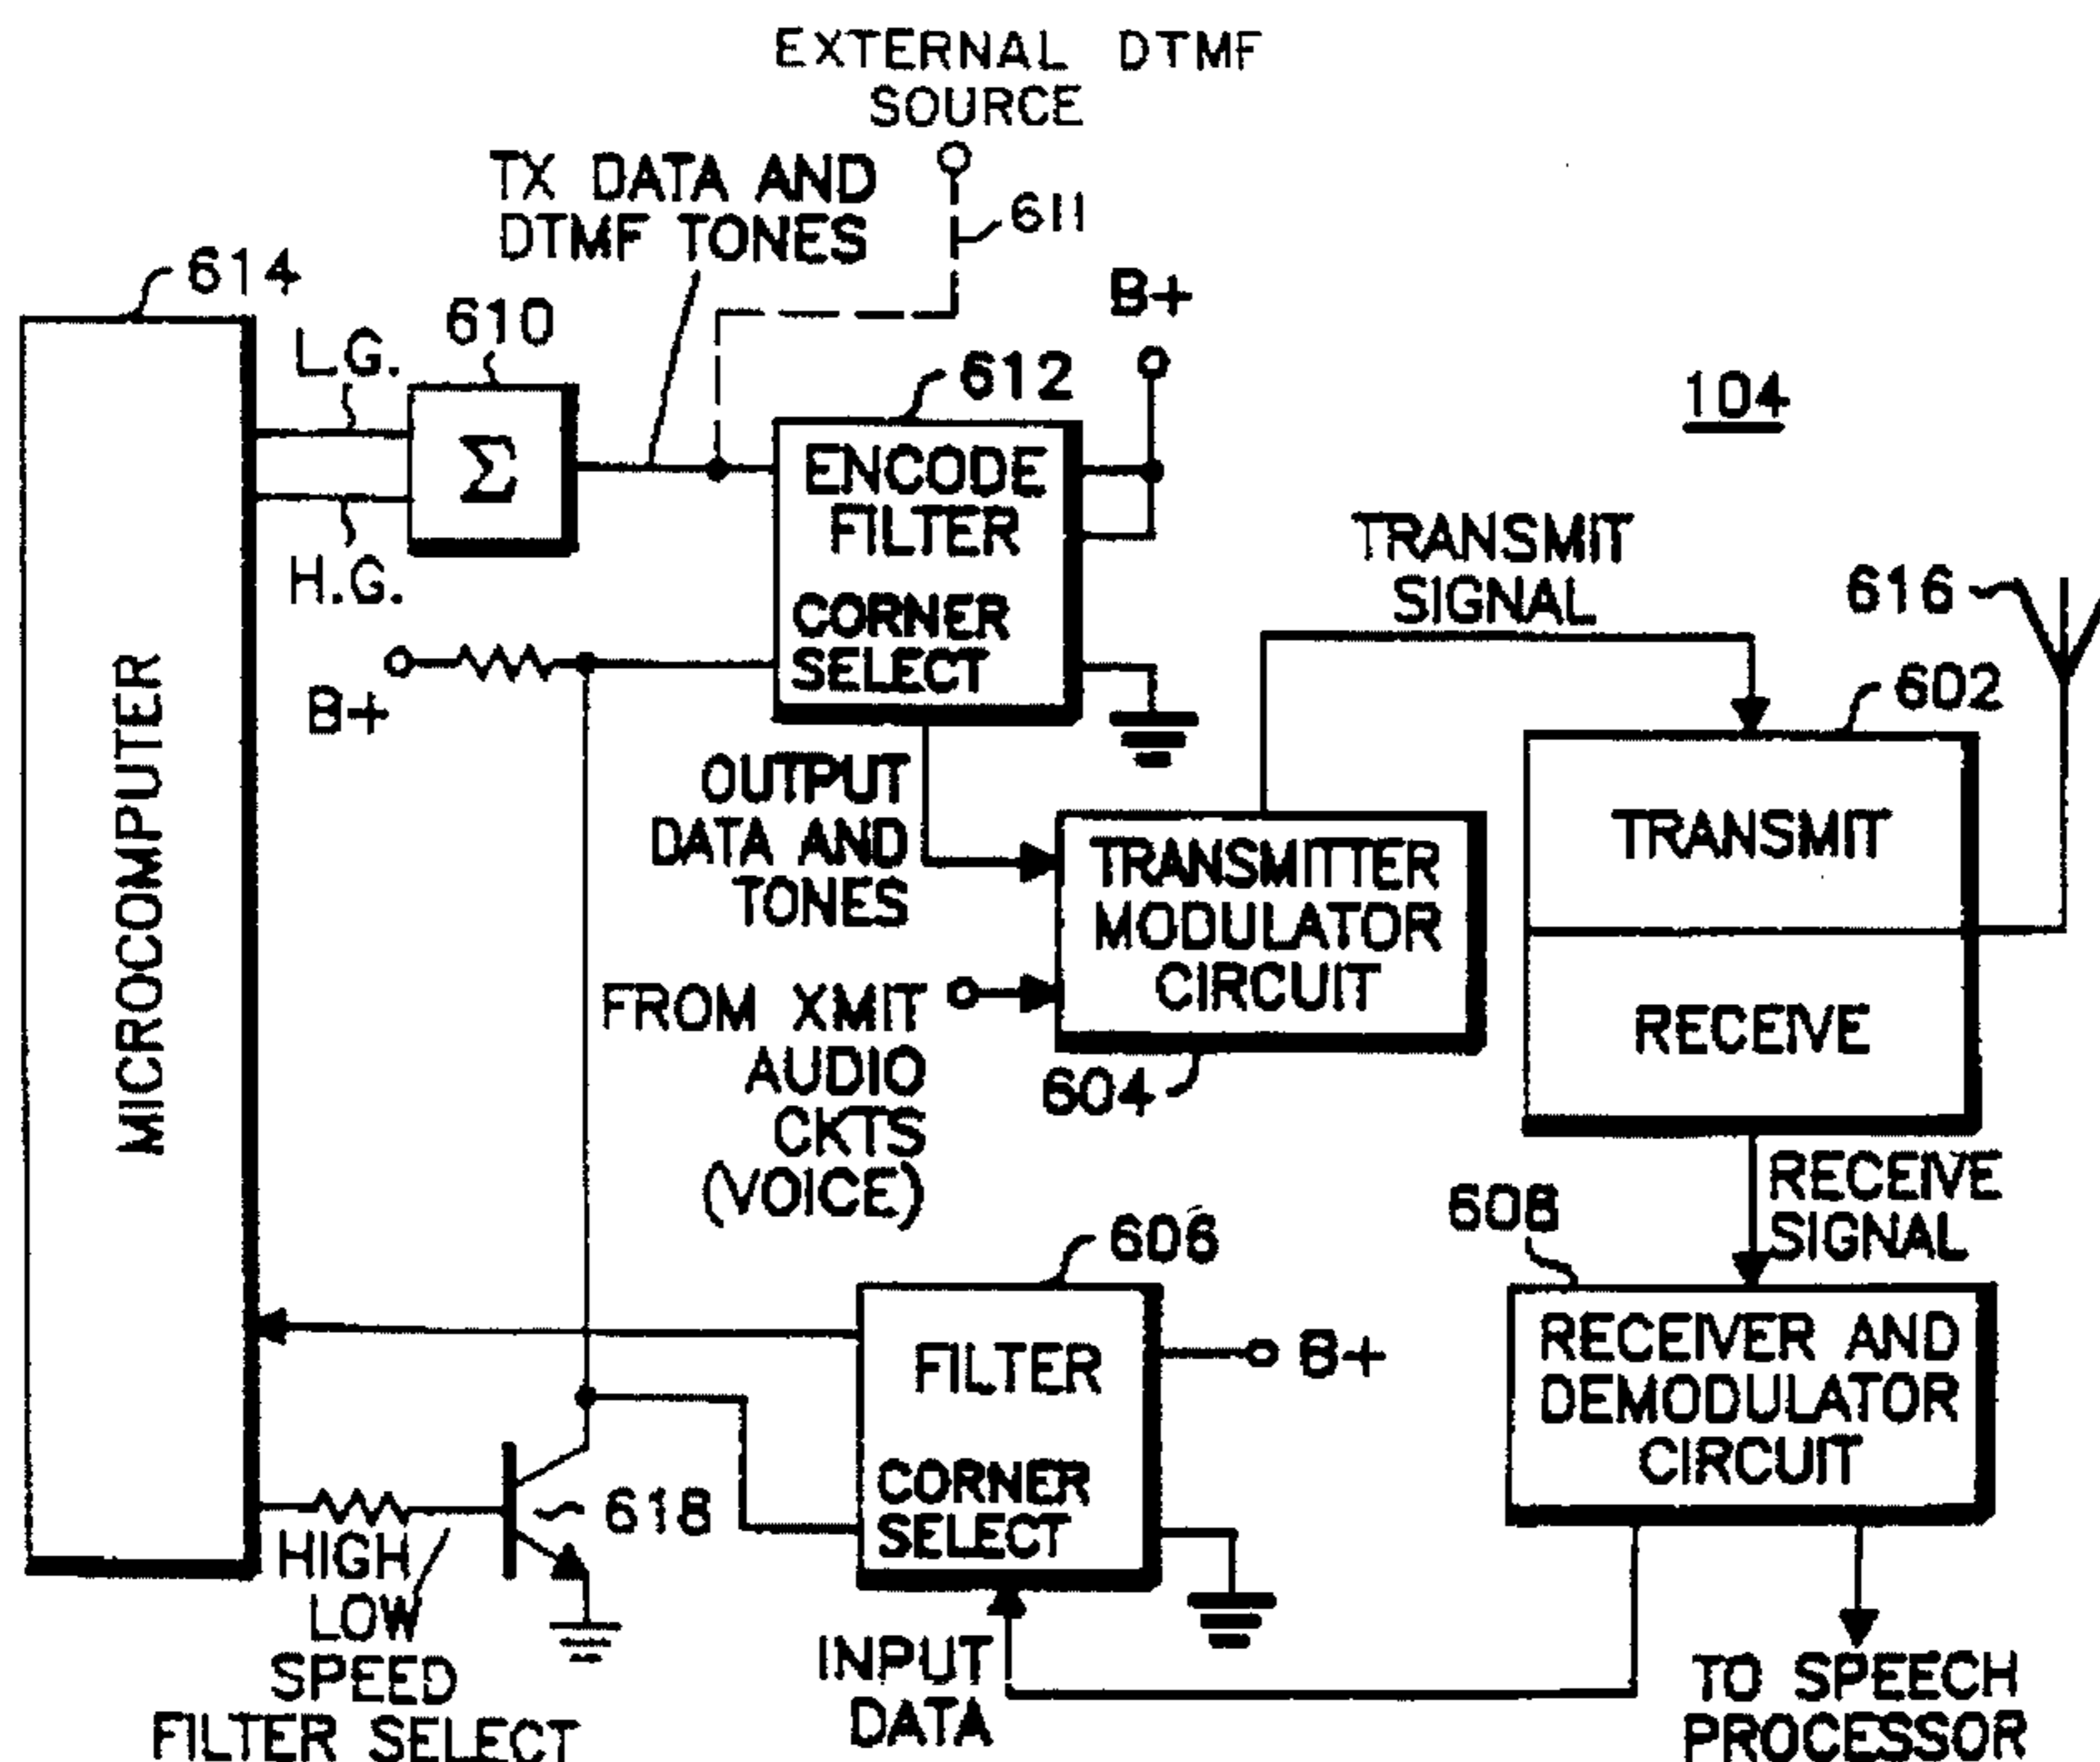 EXTERNAL DTMF
SOURCE
TX DATA AND
DTMF TONES
611
614
L.G.
610
B+
612
104
Σ
H.G.
ENCODE
FILTER
CORNER
SELECT
B+
TRANSMIT
SIGNAL
616
602
MICROCOMPUTER
OUTPUT
DATA AND
TONES
TRANSMITTER
MODULATOR
CIRCUIT
TRANSMIT
RECEIVE
FROM XMIT
AUDIO
CKTS
(VOICE)
604
RECEIVE
SIGNAL
608
606
FILTER
CORNER
SELECT
B+
RECEIVER AND
DEMODULATOR
CIRCUIT
618
HIGH
LOW
SPEED
FILTER SELECT
INPUT
DATA
TO SPEECH
PROCESSOR